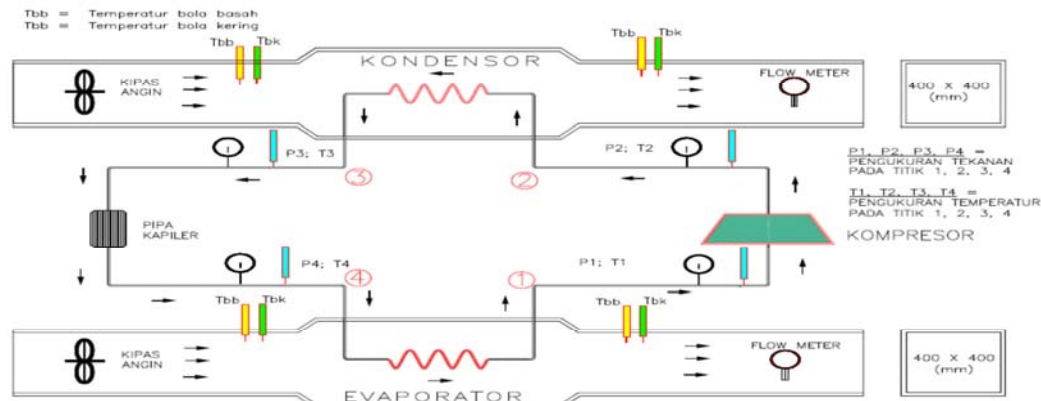 Tbb = Temperatur bola basah
Tbb = Temperatur bola kering
Tbb Tbk
Tbb Tbk
KONDENSOR
KIPAS
ANGIN
FLOW METER
400 X 400
(mm)
P3; T3
P2; T2
3
2
P1, P2, P3, P4 =
PENGUKURAN TEKANAN
PADA TITIK 1, 2, 3, 4
T1, T2, T3, T4 =
PENGUKURAN TEMPERATUR
PADA TITIK 1, 2, 3, 4
PIPA
KAPILER
KOMPRESOR
P4; T4
4
1
P1; T1
Tbb Tbk
Tbb Tbk
KIPAS
ANGIN
FLOW METER
400 X 400
(mm)
EVAPORATOR